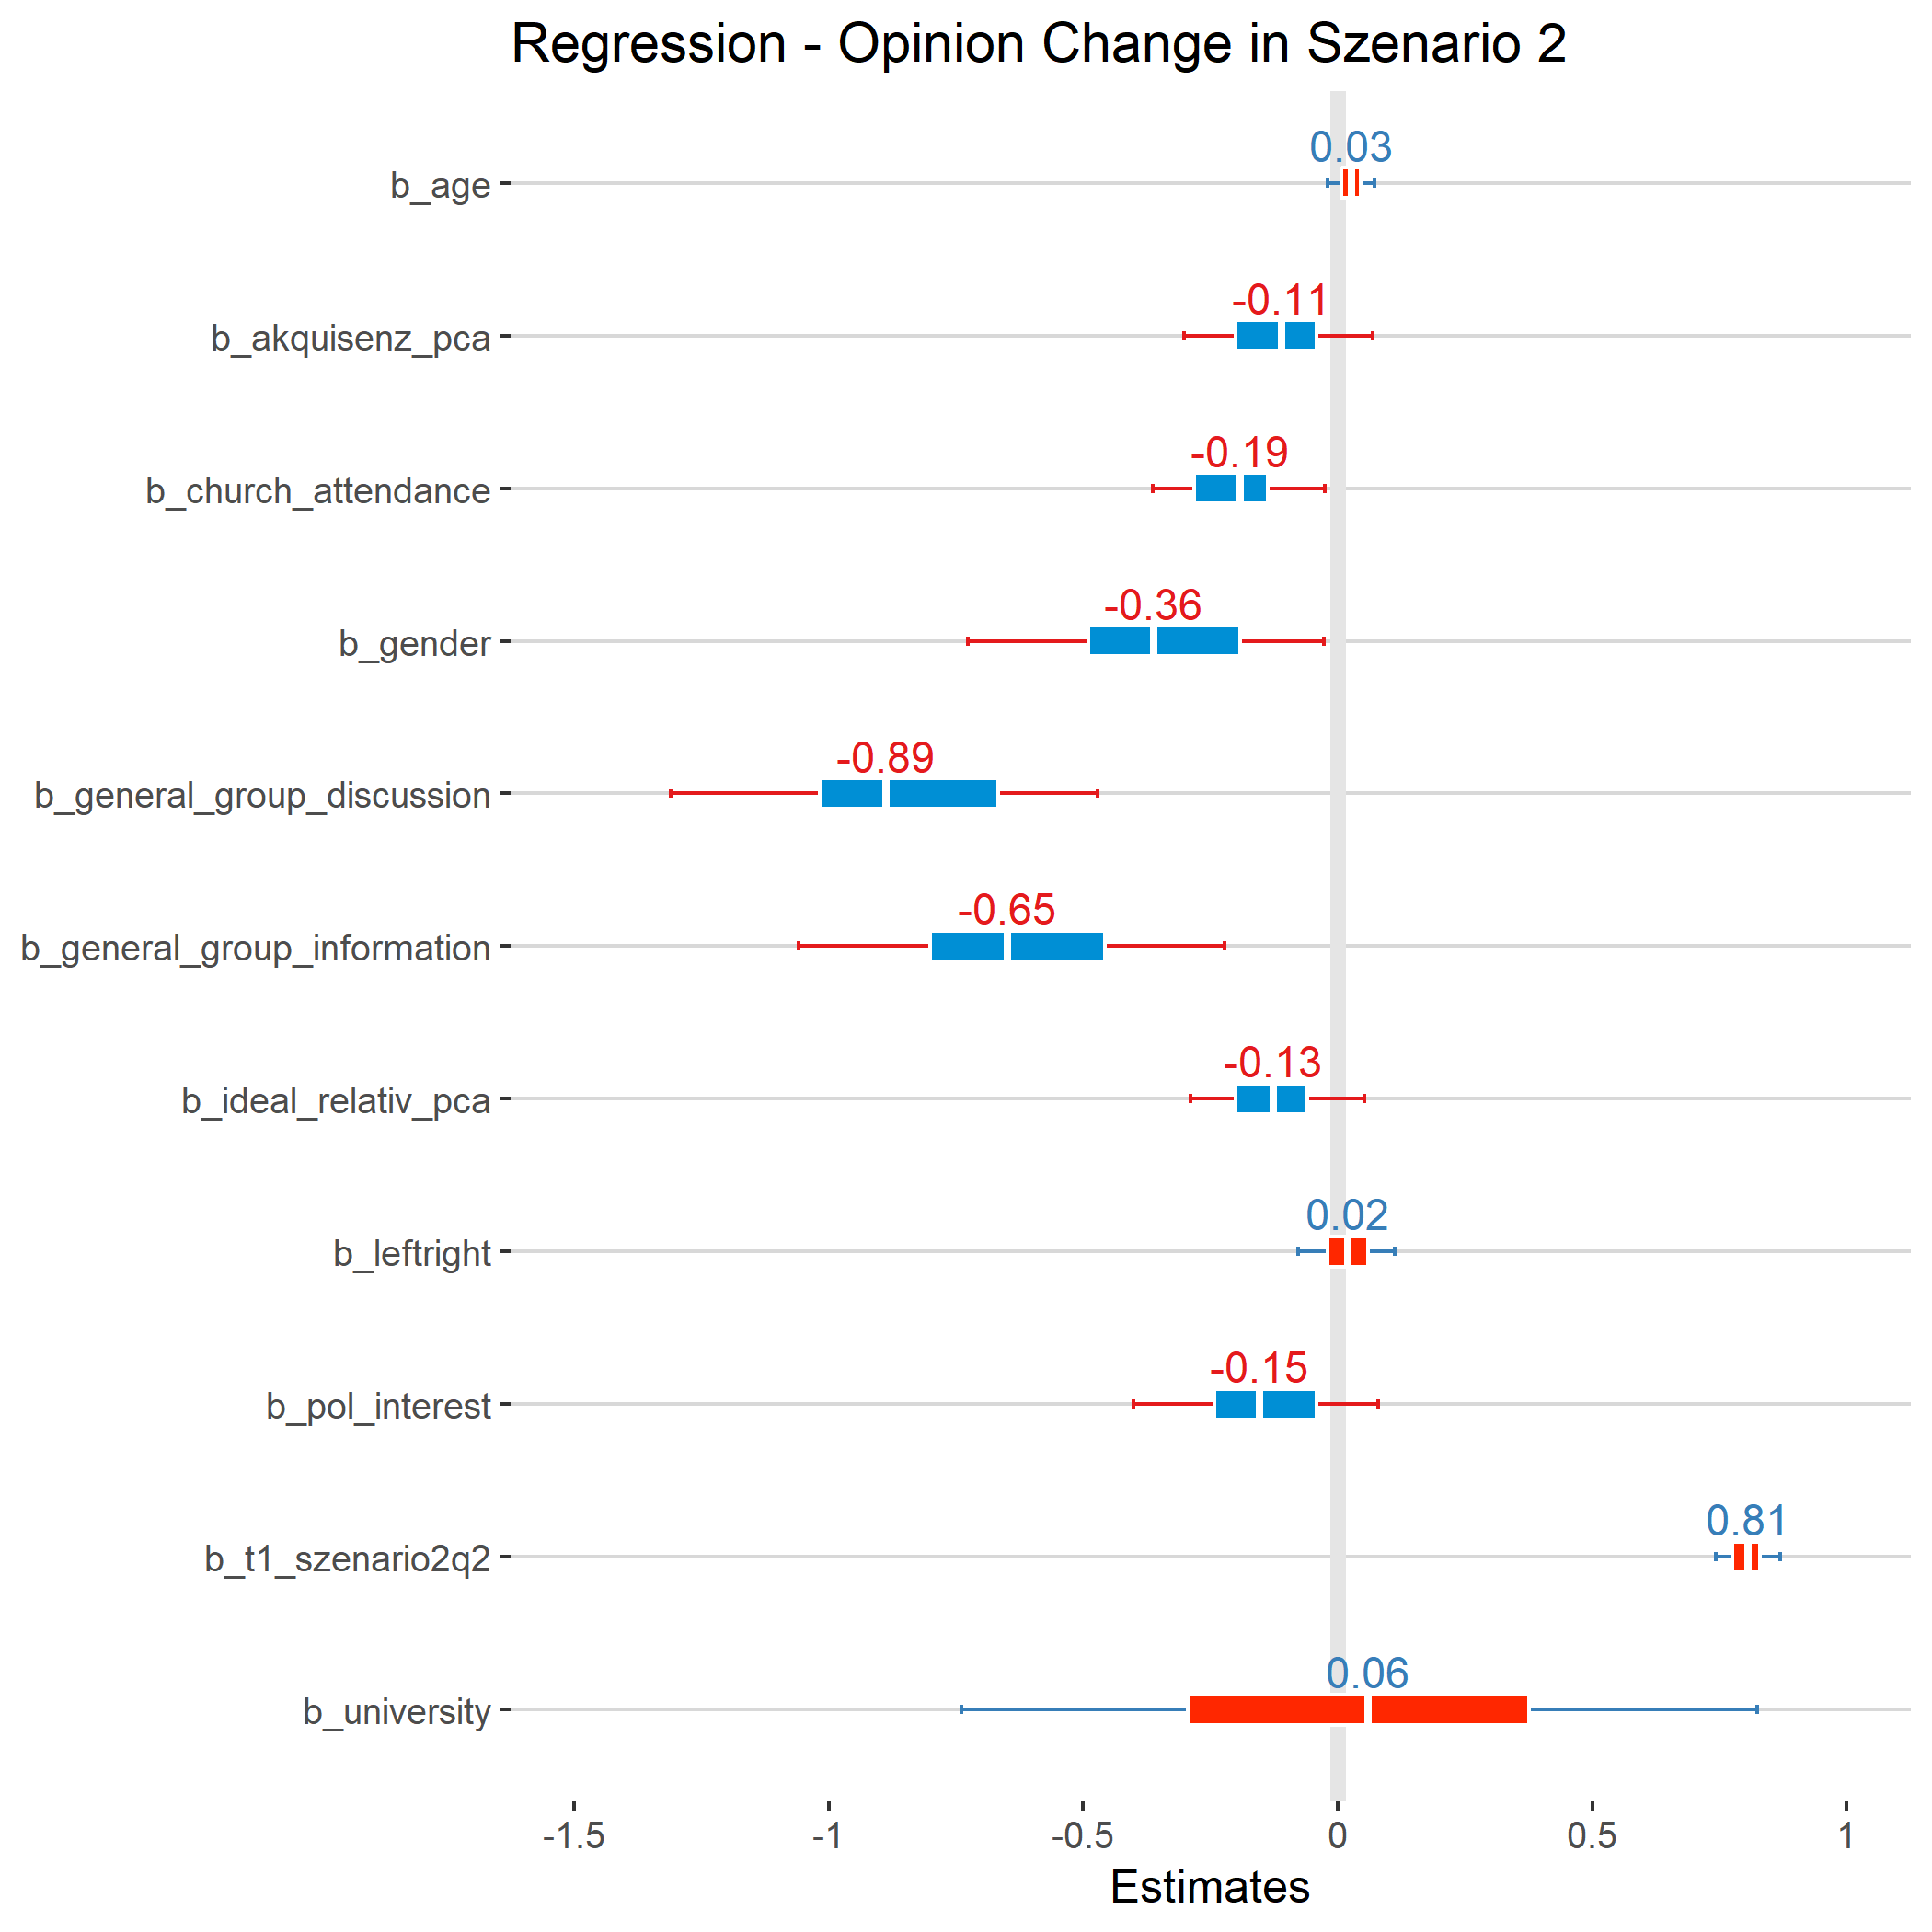 Regression - Opinion Change in Szenario 2
0.03
b_age
-0.11
b_akquisenz_pca
-0.19
b_church_attendance
-0.36
b_gender
-0.89
b_general_group_discussion
-0.65
b_general_group_information
-0.13
b_ideal_relativ_pca
0.02
b_leftright
-0.15
b_pol_interest
0.81
b_t1_szenario2q2
0.06
b_university
-1.5 -1 -0.5 0 0.5 1
Estimates